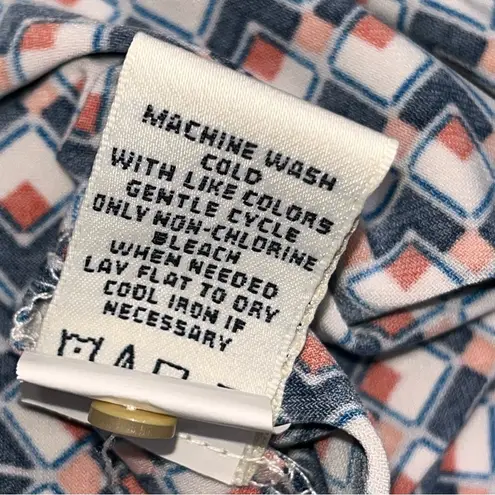 MACHINE WASH
COLD
WITH LIKE COLORS
GENTLE CYCLE
ONLY NON-CHLORINE
BLEACH
WHEN NEEDED
LAY FLAT TO DRY
COOL IRON IF
NECESSARY